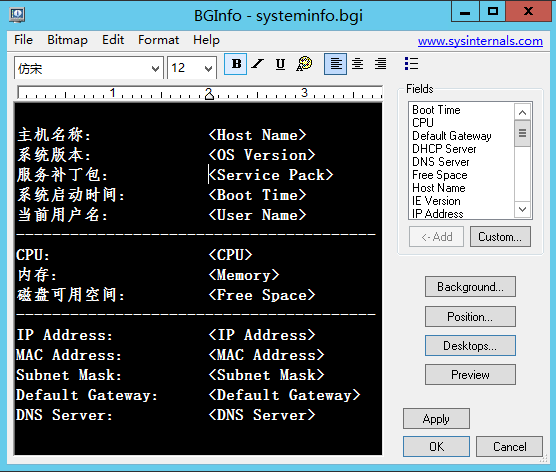 BGInfo - systeminfo.bgi
File Bitmap Edit Format Help www.sysinternals.com
仿宋 12 B I U
1 2 3
主机名称： <Host Name>
系统版本： <OS Version>
服务补丁包： <Service Pack>
系统启动时间： <Boot Time>
当前用户名： <User Name>
----------------------------------------
CPU: <CPU>
内存： <Memory>
磁盘可用空间： <Free Space>
----------------------------------------
IP Address: <IP Address>
MAC Address: <MAC Address>
Subnet Mask: <Subnet Mask>
Default Gateway: <Default Gateway>
DNS Server: <DNS Server>
Fields
Boot Time
CPU
Default Gateway
DHCP Server
DNS Server
Free Space
Host Name
IE Version
IP Address
<- Add Custom...
Background...
Position...
Desktops...
Preview
Apply
OK Cancel